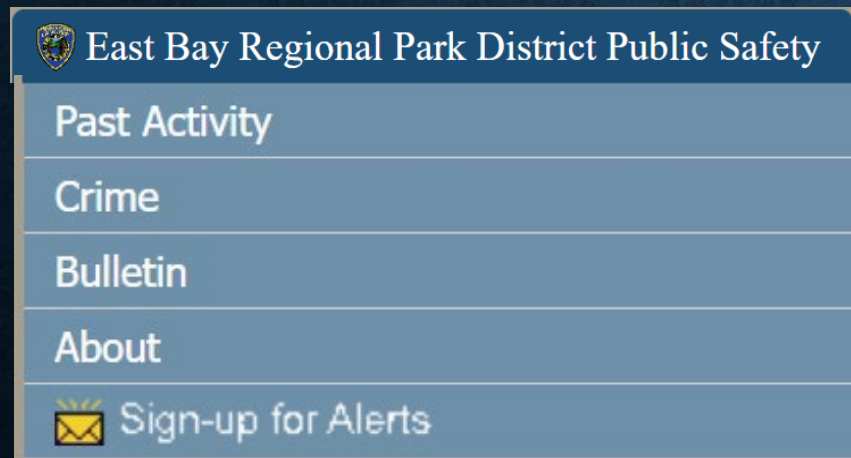 East Bay Regional Park District Public Safety
Past Activity
Crime
Bulletin
About
Sign-up for Alerts